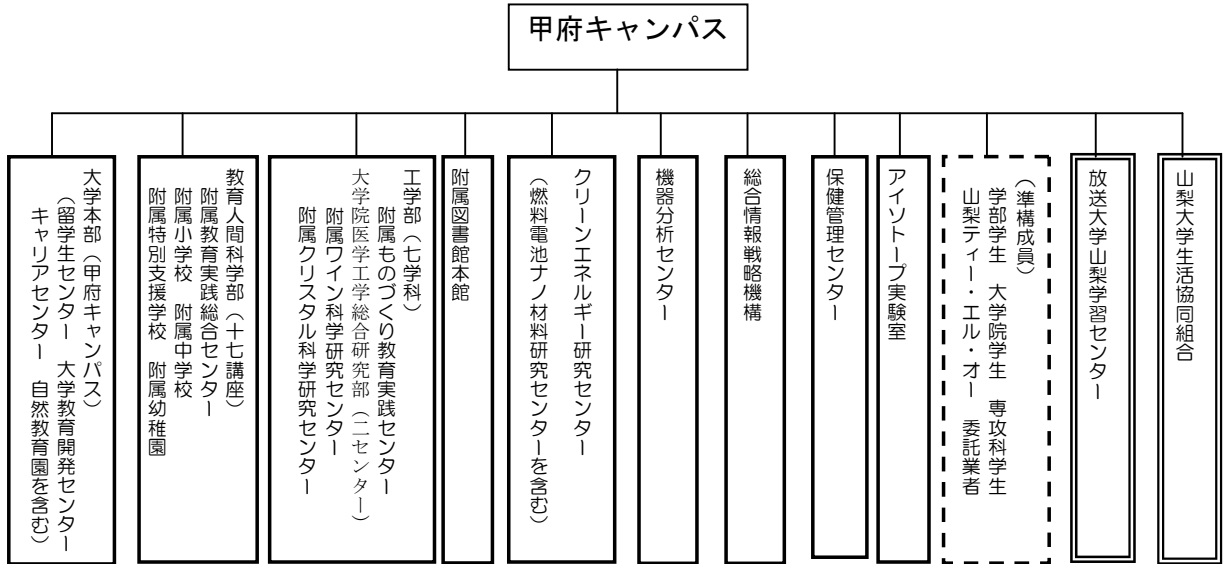 甲府キャンパス
大学本部（甲府キャンパス）
（留学生センター　大学教育開発センター
キャリアセンター　自然教育園を含む）
教育人間科学部（十七講座）
附属教育実践総合センター
附属小学校　附属中学校
附属特別支援学校　附属幼稚園
工学部（七学科）
附属ものづくり教育実践センター
大学院医学工学総合研究部（二センター）
附属ワイン科学研究センター
附属クリスタル科学研究センター
附属図書館本館
クリーンエネルギー研究センター
（燃料電池ナノ材料研究センターを含む）
機器分析センター
総合情報戦略機構
保健管理センター
アイソトープ実験室
（準構成員）
学部学生　大学院学生　専攻科学生
山梨ティー・エル・オー　委託業者
放送大学山梨学習センター
山梨大学生活協同組合